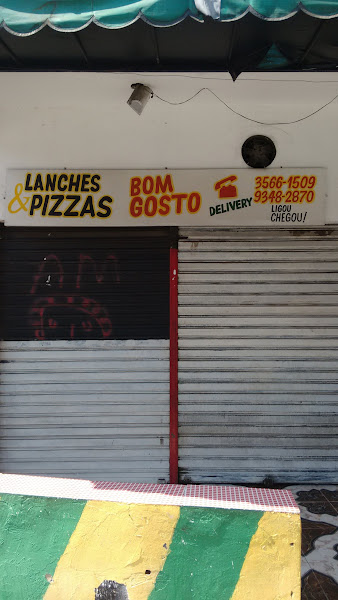 LANCHES
& PIZZAS
BOM
GOSTO
DELIVERY
3566-1509
9348-2870
LIGOU
CHEGOU!